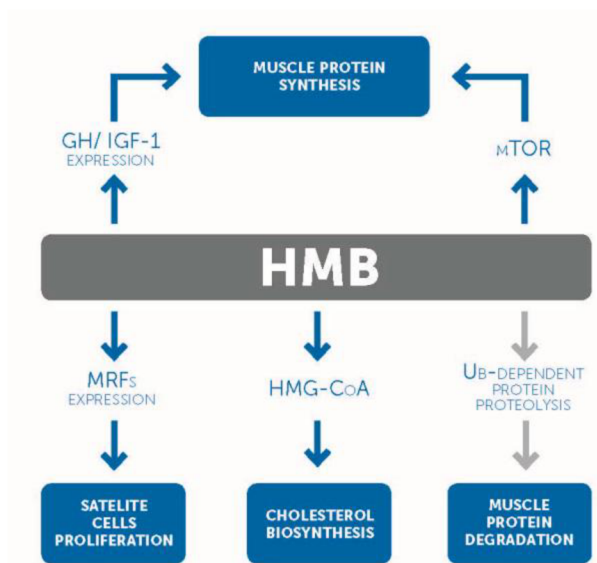 MUSCLE PROTEIN
SYNTHESIS
GH/ IGF-1
EXPRESSION
MTOR
HMB
MRFS
EXPRESSION
HMG-COA
UB-DEPENDENT
PROTEIN
PROTEOLYSIS
SATELITE
CELLS
PROLIFERATION
CHOLESTEROL
BIOSYNTHESIS
MUSCLE
PROTEIN
DEGRADATION